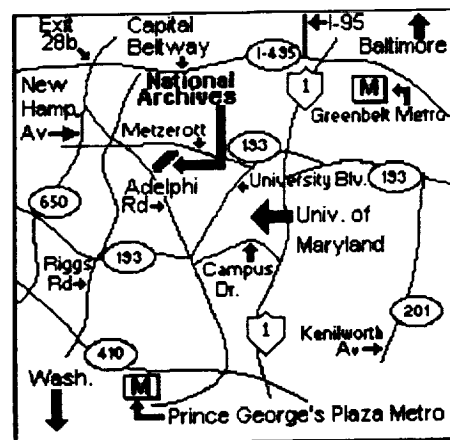 Exit
28b
Capital
Beltway
I-95
Baltimore
I-495
New
Hamp.
Av
National
Archives
1
M
Greenbelt Metro
Metzerott
193
Adelphi
Rd
University Blv.
193
650
Univ. of
Maryland
Riggs
Rd
193
Campus
Dr.
201
1
Kenilworth
Av
410
Wash.
M
Prince George's Plaza Metro